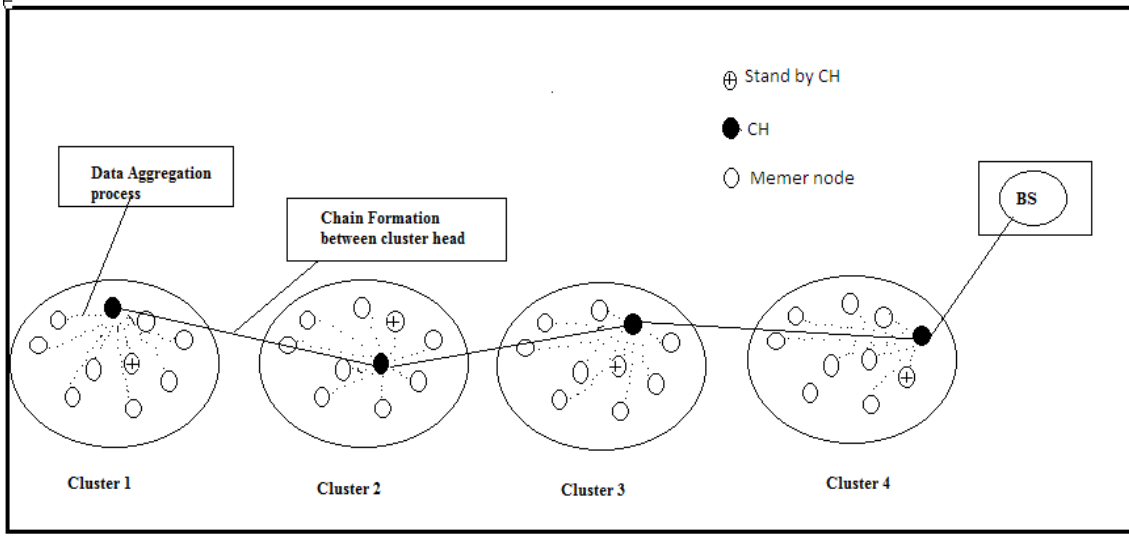 Stand by CH
CH
Memer node
Data Aggregation
process
Chain Formation
between cluster head
BS
Cluster 1
Cluster 2
Cluster 3
Cluster 4